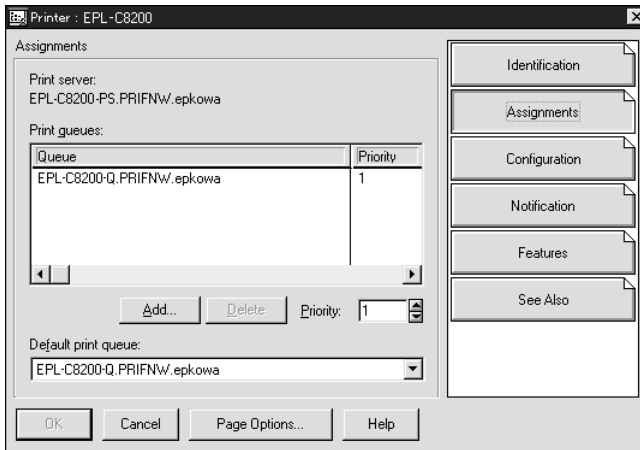 Printer : EPL-C8200
Assignments
Print server:
EPL-C8200-PS.PRIFNW.epkowa
Print queues:
Queue Priority
EPL-C8200-Q.PRIFNW.epkowa 1
Add... Delete Priority: 1
Default print queue:
EPL-C8200-Q.PRIFNW.epkowa
OK Cancel Page Options... Help
Identification
Assignments
Configuration
Notification
Features
See Also